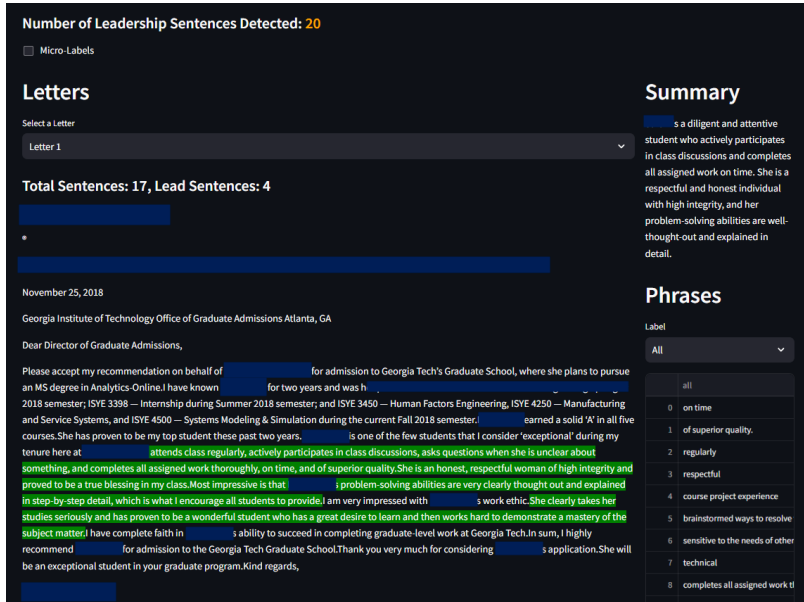 Number of Leadership Sentences Detected: 20
Micro-Labels
Letters
Select a Letter
Letter 1
Total Sentences: 17, Lead Sentences: 4
November 25, 2018
Georgia Institute of Technology Office of Graduate Admissions Atlanta, GA
Dear Director of Graduate Admissions,
Please accept my recommendation on behalf of for admission to Georgia Tech's Graduate School, where she plans to pursue
an MS degree in Analytics-Online.I have known for two years and was
2018 semester; ISYE 3398 — Internship during Summer 2018 semester; and ISYE 3450 — Human Factors Engineering, ISYE 4250 — Manufacturing
and Service Systems, and ISYE 4500 — Systems Modeling & Simulation during the current Fall 2018 semester. earned a solid 'A' in all five
courses.She has proven to be my top student these past two years. is one of the few students that I consider 'exceptional' during my
tenure here at attends class regularly, actively participates in class discussions, asks questions when she is unclear about
something, and completes all assigned work thoroughly, on time, and of superior quality.She is an honest, respectful woman of high integrity and
proved to be a true blessing in my class.Most impressive is that s problem-solving abilities are very clearly thought out and explained
in step-by-step detail, which is what I encourage all students to provide.I am very impressed with s work ethic.She clearly takes her
studies seriously and has proven to be a wonderful student who has a great desire to learn and then works hard to demonstrate a mastery of the
subject matter.I have complete faith in s ability to succeed in completing graduate-level work at Georgia Tech.In sum, I highly
recommend for admission to the Georgia Tech Graduate School.Thank you very much for considering s application.She will
be an exceptional student in your graduate program.Kind regards,
Summary
s a diligent and attentive
student who actively participates
in class discussions and completes
all assigned work on time. She is a
respectful and honest individual
with high integrity, and her
problem-solving abilities are well-
thought-out and explained in
detail.
Phrases
Label
All
all
0 on time
1 of superior quality.
2 regularly
3 respectful
4 course project experience
5 brainstormed ways to resolve
6 sensitive to the needs of other
7 technical
8 completes all assigned work